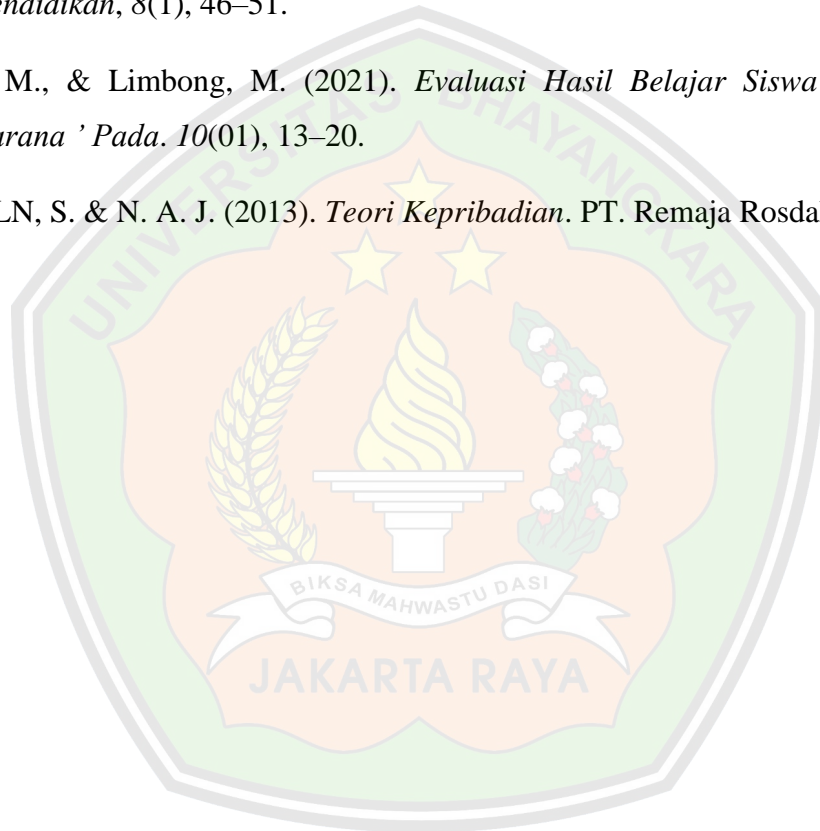 endidikan, 8(1), 46–51.
M., & Limbong, M. (2021). Evaluasi Hasil Belajar Siswa
arana ’ Pada. 10(01), 13–20.
LN, S. & N. A. J. (2013). Teori Kepribadian. PT. Remaja Rosda
UNIVERSITAS BHAYANGKARA
BIKSA MAHWASTU DASI
JAKARTA RAYA